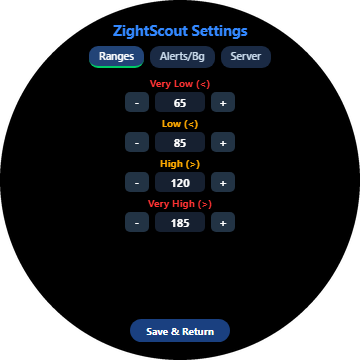 ZightScout Settings
Ranges Alerts/Bg Server
Very Low (<)
- 65 +
Low (<)
- 85 +
High (>)
- 120 +
Very High (>)
- 185 +
Save & Return